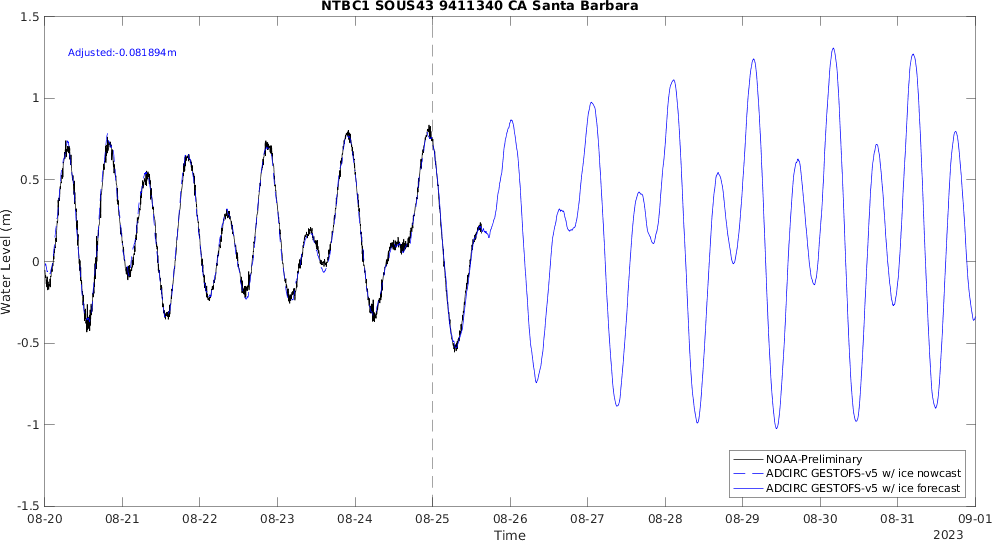 NTBC1 SOUS43 9411340 CA Santa Barbara
Adjusted:-0.081894m
Water Level (m)
1.5
1
0.5
0
-0.5
-1
-1.5
NOAA-Preliminary
ADCIRC GESTOFS-v5 w/ ice nowcast
ADCIRC GESTOFS-v5 w/ ice forecast
08-20 08-21 08-22 08-23 08-24 08-25 08-26 08-27 08-28 08-29 08-30 08-31 09-01
Time
2023